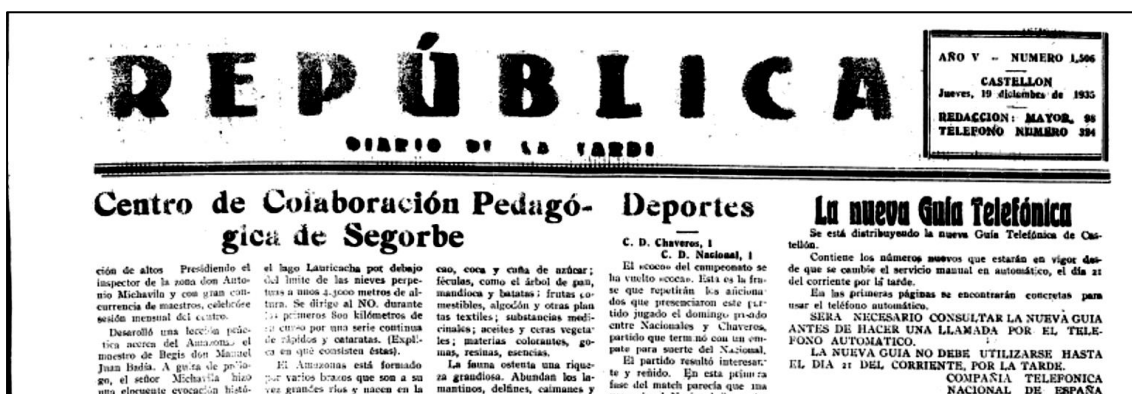 REPÚBLICA
DIARIO DE LA TARDE
AÑO V - NUMERO 1,506
CASTELLON
Jueves, 19 diciembre de 1935
REDACCION: MAYOR, 98
TELEFONO NUMERO 384
Centro de Colaboración Pedagó-
gica de Segorbe
ción de altos Presidiendo el
inspector de la zona don Anto-
nio Michavila y con gran con-
currencia de maestros, celebróse
sesión mensual del centro.
Desarolló una lección prác-
tica acerca del Amazonas el
maestro de Begis don Manuel
Juan Badía. A guisa de prólo-
go, el señor Michavila hizo
una elocuente evocación histó-
el lago Lauricacha por debajo
del límite de las nieves perpe-
tuas a unos 4.3000 metros de al-
tura. Se dirige al NO. durante
los primeros 800 kilómetros de
su curso por una serie continua
de rápidos y cataratas. (Explí-
ca en qué consisten éstas).
El Amazonas está formado
por varios brazos que son a su
vez grandes ríos y nacen en la
cao, coca y caña de azúcar;
féculas, como el árbol de pan,
mandioca y batatas; frutas co-
mestibles, algodón y otras plan
tas textiles; substancias medi-
cinales; aceites y ceras vegeta-
les; materias colorantes, go-
mas, resinas, esencias.
La fauna ostenta una rique-
za grandiosa. Abundan los la-
mantinos, delfines, caimanes y
Deportes
C. D. Chaveros, 1
C. D. Nacional, 1
El «coco» del campeonato se
ha vuelto «coca». Esta es la fra-
se que repetirán los aficiona-
dos que presenciaron este par-
tido jugado el domingo pasado
entre Nacionales y Chaveros,
partido que terminó con un em-
pate para suerte del Nacional.
El partido resultó interesan-
te y reñido. En esta primera
fase del match parecía que una
La nueva Guía Telefónica
Se está distribuyendo la nueva Guía Telefónica de Cas-
tellón.
Contiene los números nuevos que estarán en vigor des-
de que se cambie el servicio manual en automático, el día 21
del corriente por la tarde.
En las primeras páginas se encontrarán concretas para
usar el teléfono automático.
SERA NECESARIO CONSULTAR LA NUEVA GUIA
ANTES DE HACER UNA LLAMADA POR EL TELE-
FONO AUTOMATICO.
LA NUEVA GUIA NO DEBE UTILIZARSE HASTA
EL DIA 21 DEL CORRIENTE, POR LA TARDE.
COMPAÑIA TELEFONICA
NACIONAL DE ESPAÑA